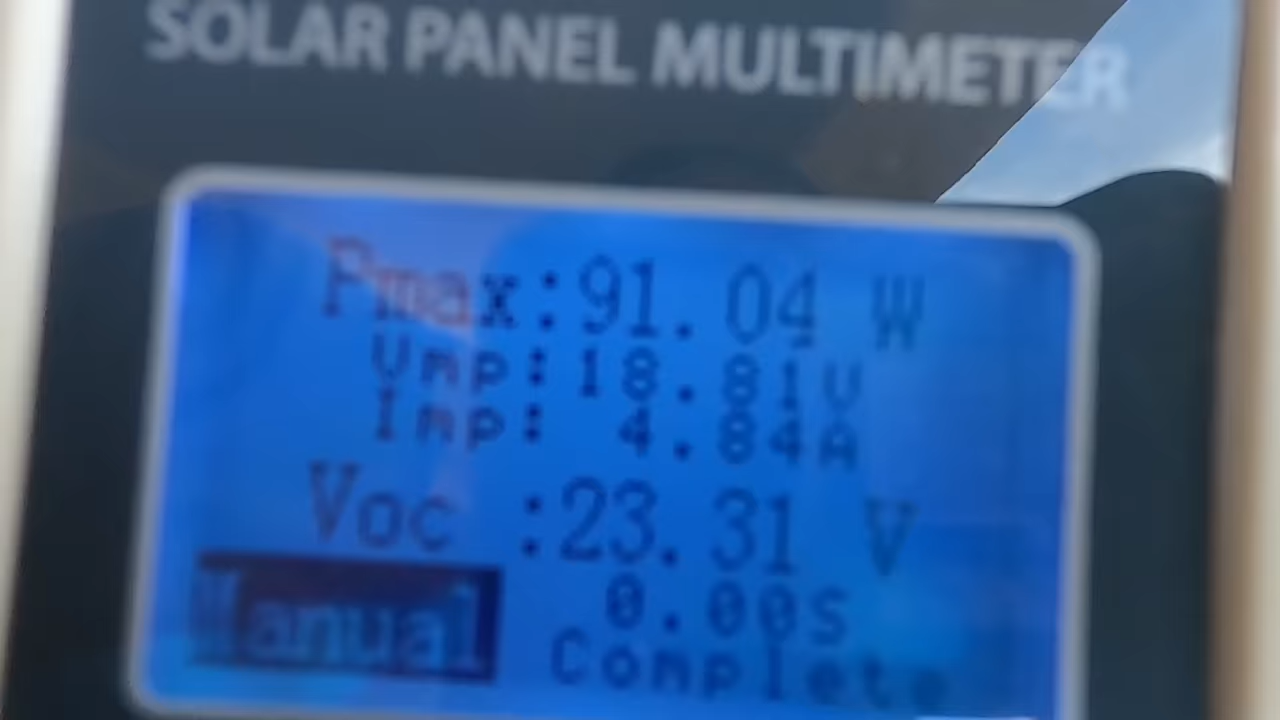 SOLAR PANEL MULTIMETER
Pmax:91.04 W
Vmp:18.81V
Imp: 4.84A
Voc :23.31 V
0.00S
Manual
Complete